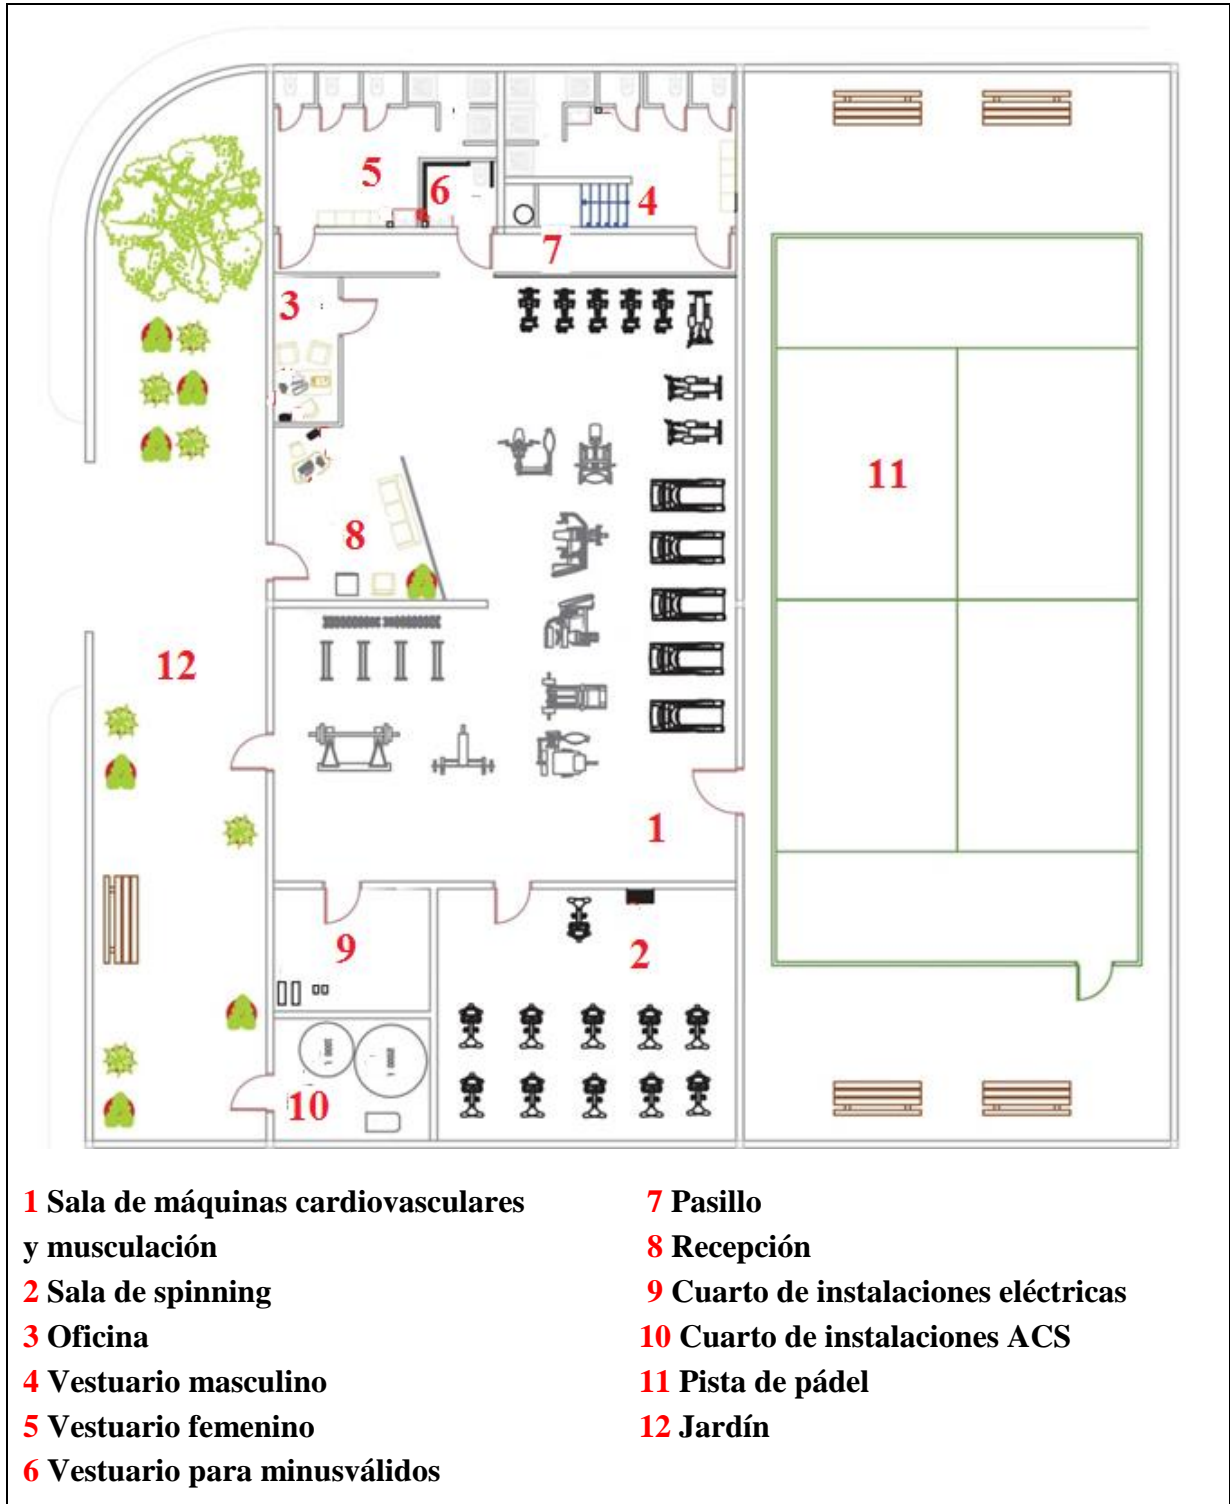 5
6
4
7
3
11
8
12
1
9
2
10
1 Sala de máquinas cardiovasculares
y musculación
2 Sala de spinning
3 Oficina
4 Vestuario masculino
5 Vestuario femenino
6 Vestuario para minusválidos
7 Pasillo
8 Recepción
9 Cuarto de instalaciones eléctricas
10 Cuarto de instalaciones ACS
11 Pista de pádel
12 Jardín